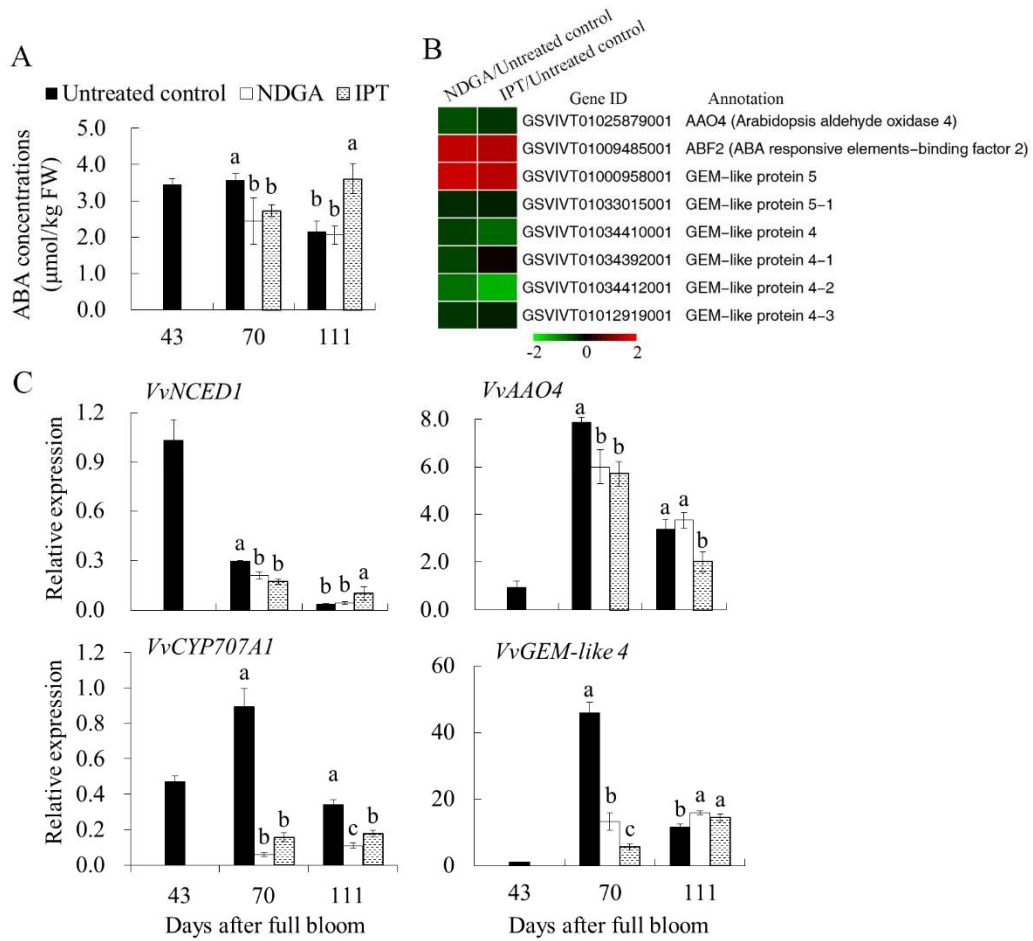 A
■ Untreated control □ NDGA ▨ IPT
ABA concentrations
(μmol/kg FW)
5.0
4.0
3.0
2.0
1.0
0.0
a
b b
b b
a
43 70 111
B
NDGA/Untreated control
IPT/Untreated control
Gene ID Annotation
GSVIVT01025879001 AAO4 (Arabidopsis aldehyde oxidase 4)
GSVIVT01009485001 ABF2 (ABA responsive elements-binding factor 2)
GSVIVT01000958001 GEM-like protein 5
GSVIVT01033015001 GEM-like protein 5-1
GSVIVT01034410001 GEM-like protein 4
GSVIVT01034392001 GEM-like protein 4-1
GSVIVT01034412001 GEM-like protein 4-2
GSVIVT01012919001 GEM-like protein 4-3
-2 0 2
C
VvNCED1
Relative expression
1.2
0.9
0.6
0.3
0.0
a b b
b b a
VvAAO4
8.0
6.0
4.0
2.0
0.0
a
b b
a a
b
VvCYP707A1
Relative expression
1.2
1.0
0.8
0.6
0.4
0.2
0.0
a
b b
a
c b
43 70 111
Days after full bloom
VvGEM-like 4
60
40
20
0
a
b
c
b a a
43 70 111
Days after full bloom